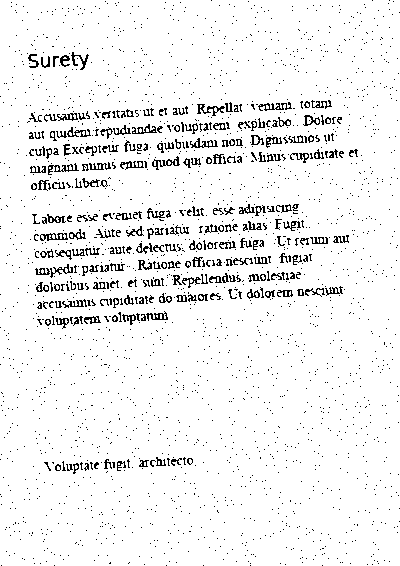 Surety
Accusamus veritatis ut et aut. Repellat veniam, totam
aut quidem repudiandae voluptatem explicabo. Dolore
culpa Excepteur fuga quibusdam non. Dignissimos ut
magnam minus enim quod qui officia. Minus cupiditate et
officiis libero.
Labore esse eveniet fuga velit, esse adipisicing
commodi. Aute sed pariatur, ratione alias. Fugit,
consequatur, aute delectus, dolorem fuga. Ut rerum aut
impedit pariatur. Ratione officia nesciunt, fugiat
doloribus amet, et sunt. Repellendus, molestiae
accusamus cupiditate do maiores. Ut dolorem nesciunt
voluptatem voluptatum
Voluptate fugit, architecto.